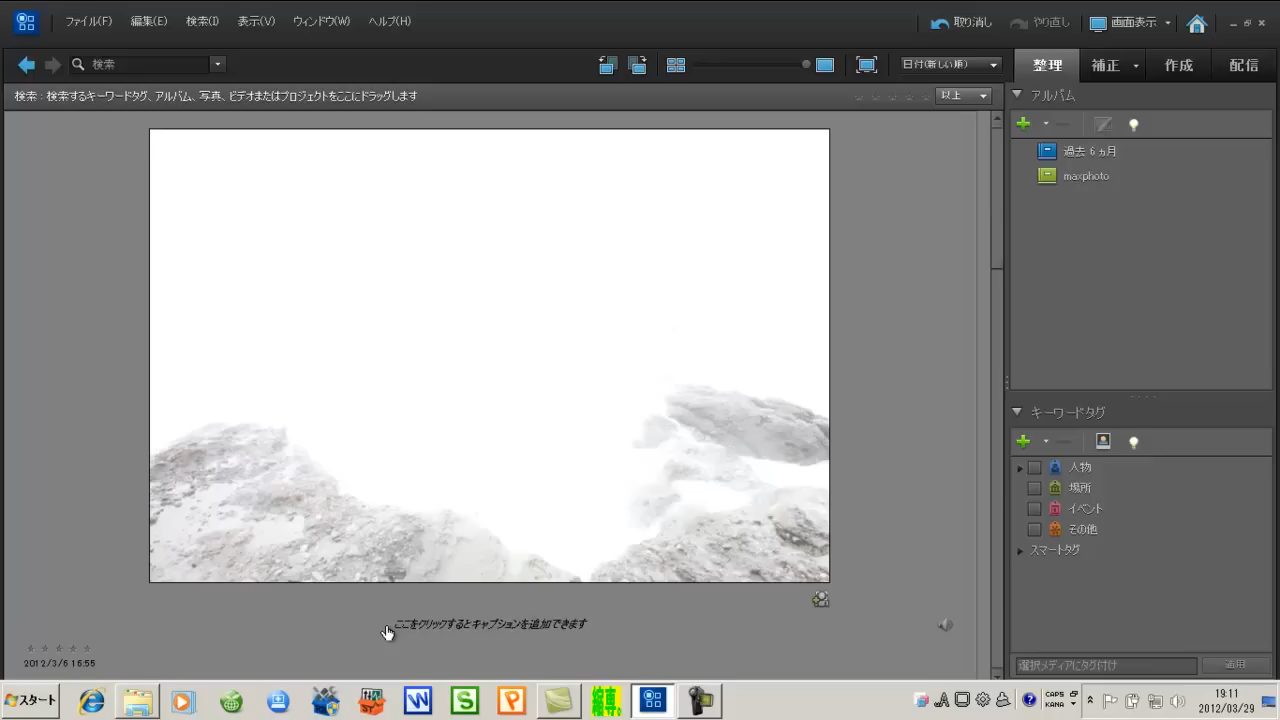 ファイル(F) 編集(E) 検索(I) 表示(V) ウィンドウ(W) ヘルプ(H) 取り消し やり直し 画面表示
検索 日付(新しい順) 整理 補正 作成 配信
検索 : 検索するキーワードタグ、アルバム、写真、ビデオまたはプロジェクトをここにドラッグします 以上
アルバム
過去 6 ヵ月
maxphoto
キーワードタグ
人物
場所
イベント
その他
スマートタグ
ここをクリックするとキャプションを追加できます
2012/3/6 16:55
選択メディアにタグ付け 適用
スタート W S P 編専。 CAPS KANA 19:11
2012/03/29